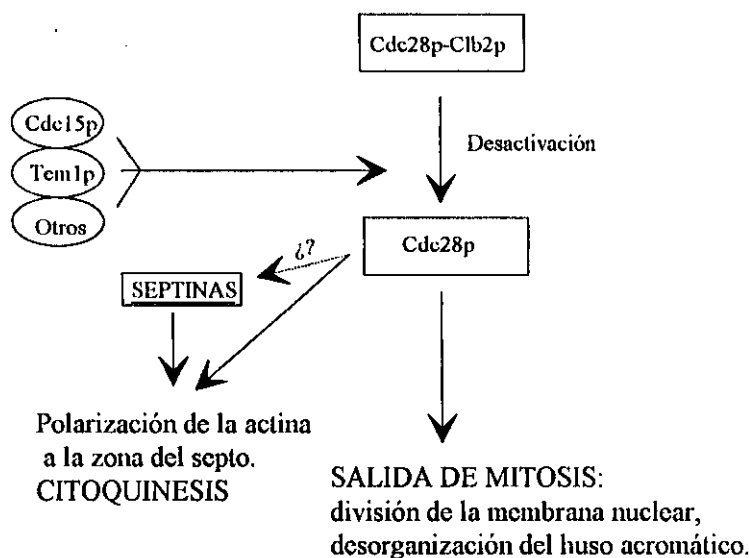 Cdc28p-Clb2p
Cdc15p
Tem1p
Otros
Desactivación
Cdc28p
¿?
SEPTINAS
Polarización de la actina
a la zona del septo.
CITOQUINESIS
SALIDA DE MITOSIS:
división de la membrana nuclear,
desorganización del huso acromático.